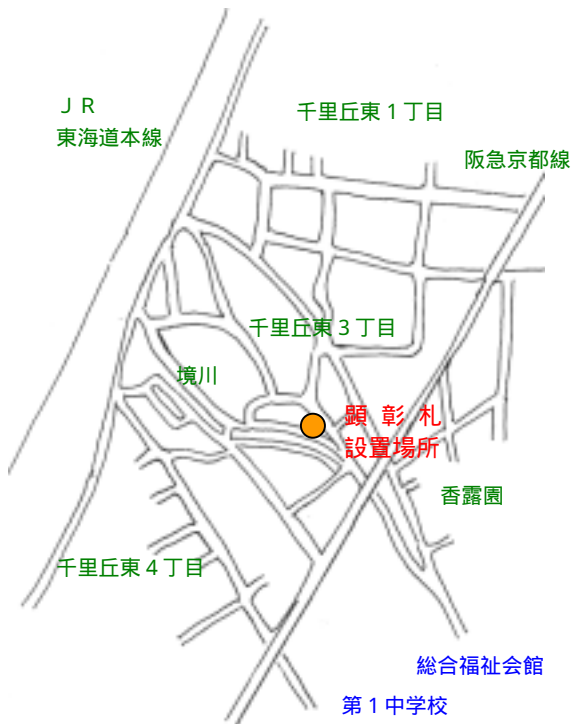 ＪＲ
東海道本線
千里丘東１丁目
阪急京都線
千里丘東３丁目
境川
顕 彰 札
設置場所
香露園
千里丘東４丁目
総合福祉会館
第１中学校